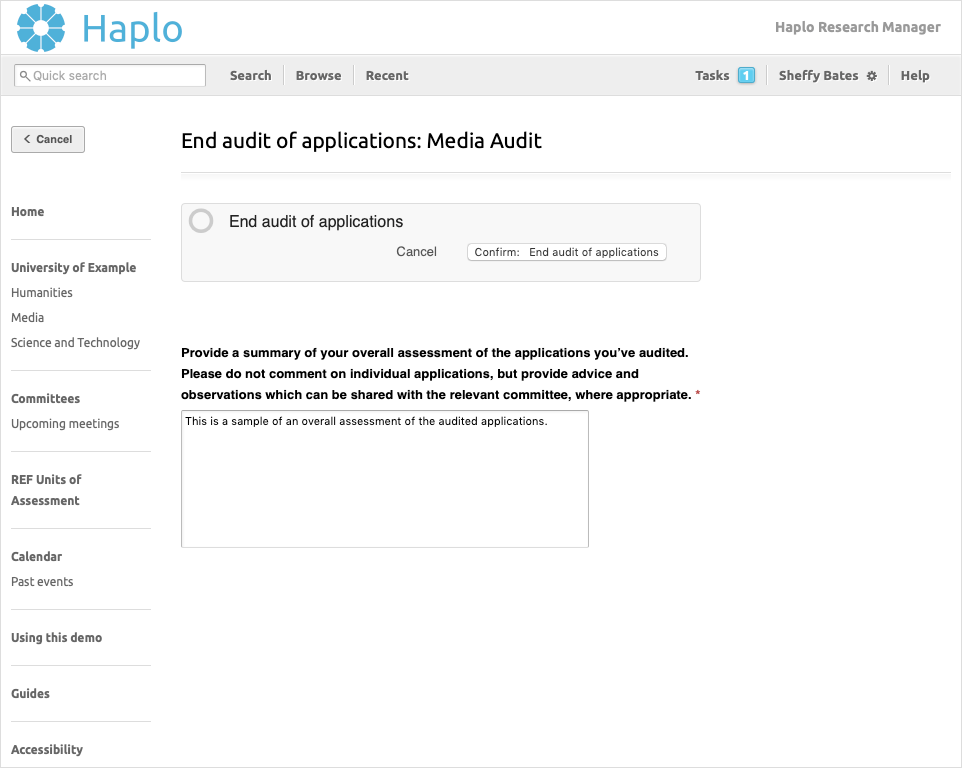 Haplo
Haplo Research Manager
Quick search
Search
Browse
Recent
Tasks 1
Sheffy Bates
Help
Cancel
End audit of applications: Media Audit
Home
University of Example
Humanities
Media
Science and Technology
Committees
Upcoming meetings
REF Units of
Assessment
Calendar
Past events
Using this demo
Guides
Accessibility
End audit of applications
Cancel
Confirm: End audit of applications
Provide a summary of your overall assessment of the applications you’ve audited.
Please do not comment on individual applications, but provide advice and
observations which can be shared with the relevant committee, where appropriate. *
This is a sample of an overall assessment of the audited applications.